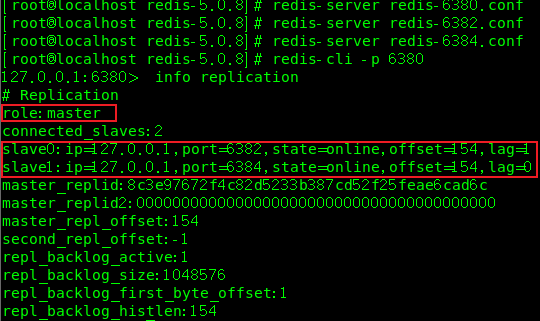 [root@localhost redis-5.0.8]# redis-server redis-6380.conf
[root@localhost redis-5.0.8]# redis-server redis-6382.conf
[root@localhost redis-5.0.8]# redis-server redis-6384.conf
[root@localhost redis-5.0.8]# redis-cli -p 6380
127.0.0.1:6380> info replication
# Replication
role:master
connected_slaves:2
slave0:ip=127.0.0.1,port=6382,state=online,offset=154,lag=1
slave1:ip=127.0.0.1,port=6384,state=online,offset=154,lag=0
master_replid:8c3e97672f4c82d5233b387cd52f25feae6cad6c
master_replid2:0000000000000000000000000000000000000000
master_repl_offset:154
second_repl_offset:-1
repl_backlog_active:1
repl_backlog_size:1048576
repl_backlog_first_byte_offset:1
repl_backlog_histlen:154